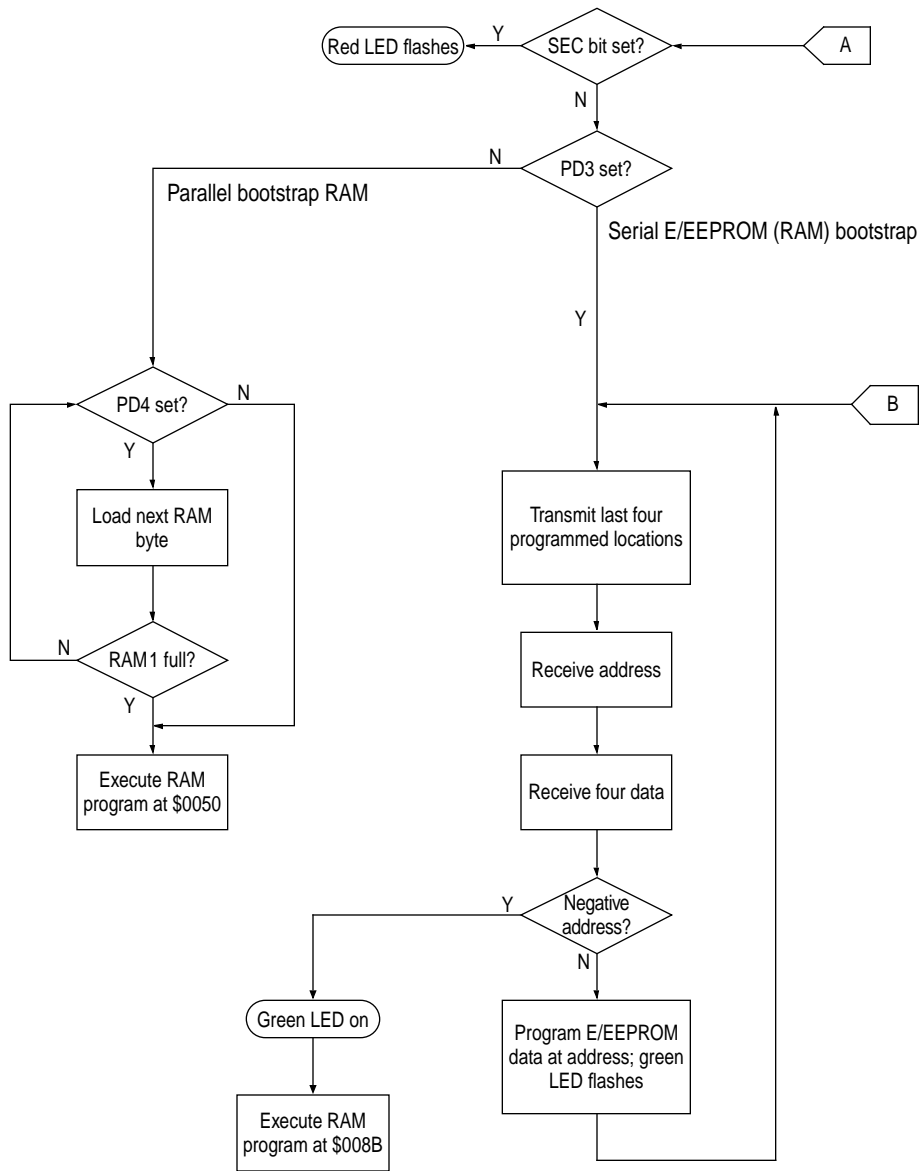 Red LED flashes
Y
SEC bit set?
A
N
N
PD3 set?
Parallel bootstrap RAM
Serial E/EEPROM (RAM) bootstrap
Y
PD4 set?
N
B
Y
Load next RAM
byte
Transmit last four
programmed locations
N
RAM1 full?
Receive address
Y
Execute RAM
program at $0050
Receive four data
Y
Negative
address?
N
Green LED on
Program E/EEPROM
data at address; green
LED flashes
Execute RAM
program at $008B